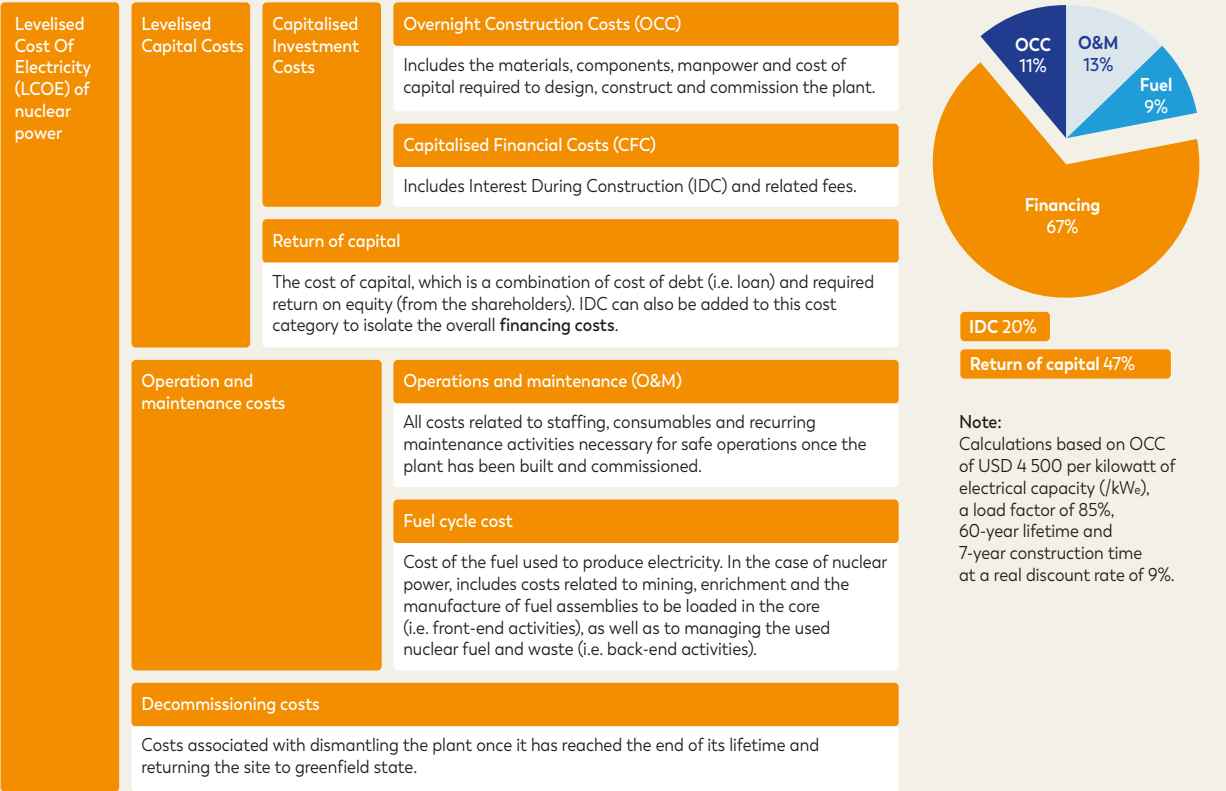 Levelised
Cost Of
Electricity
(LCOE) of
nuclear
power
Levelised
Capital Costs
Capitalised
Investment
Costs
Overnight Construction Costs (OCC)
Includes the materials, components, manpower and cost of
capital required to design, construct and commission the plant.
Capitalised Financial Costs (CFC)
Includes Interest During Construction (IDC) and related fees.
Return of capital
The cost of capital, which is a combination of cost of debt (i.e. loan) and required
return on equity (from the shareholders). IDC can also be added to this cost
category to isolate the overall financing costs.
Operation and
maintenance costs
Operations and maintenance (O&M)
All costs related to staffing, consumables and recurring
maintenance activities necessary for safe operations once the
plant has been built and commissioned.
Fuel cycle cost
Cost of the fuel used to produce electricity. In the case of nuclear
power, includes costs related to mining, enrichment and the
manufacture of fuel assemblies to be loaded in the core
(i.e. front-end activities), as well as to managing the used
nuclear fuel and waste (i.e. back-end activities).
Decommissioning costs
Costs associated with dismantling the plant once it has reached the end of its lifetime and
returning the site to greenfield state.
OCC
11%
O&M
13%
Fuel
9%
Financing
67%
IDC 20%
Return of capital 47%
Note:
Calculations based on OCC
of USD 4 500 per kilowatt of
electrical capacity (/kWe),
a load factor of 85%,
60-year lifetime and
7-year construction time
at a real discount rate of 9%.